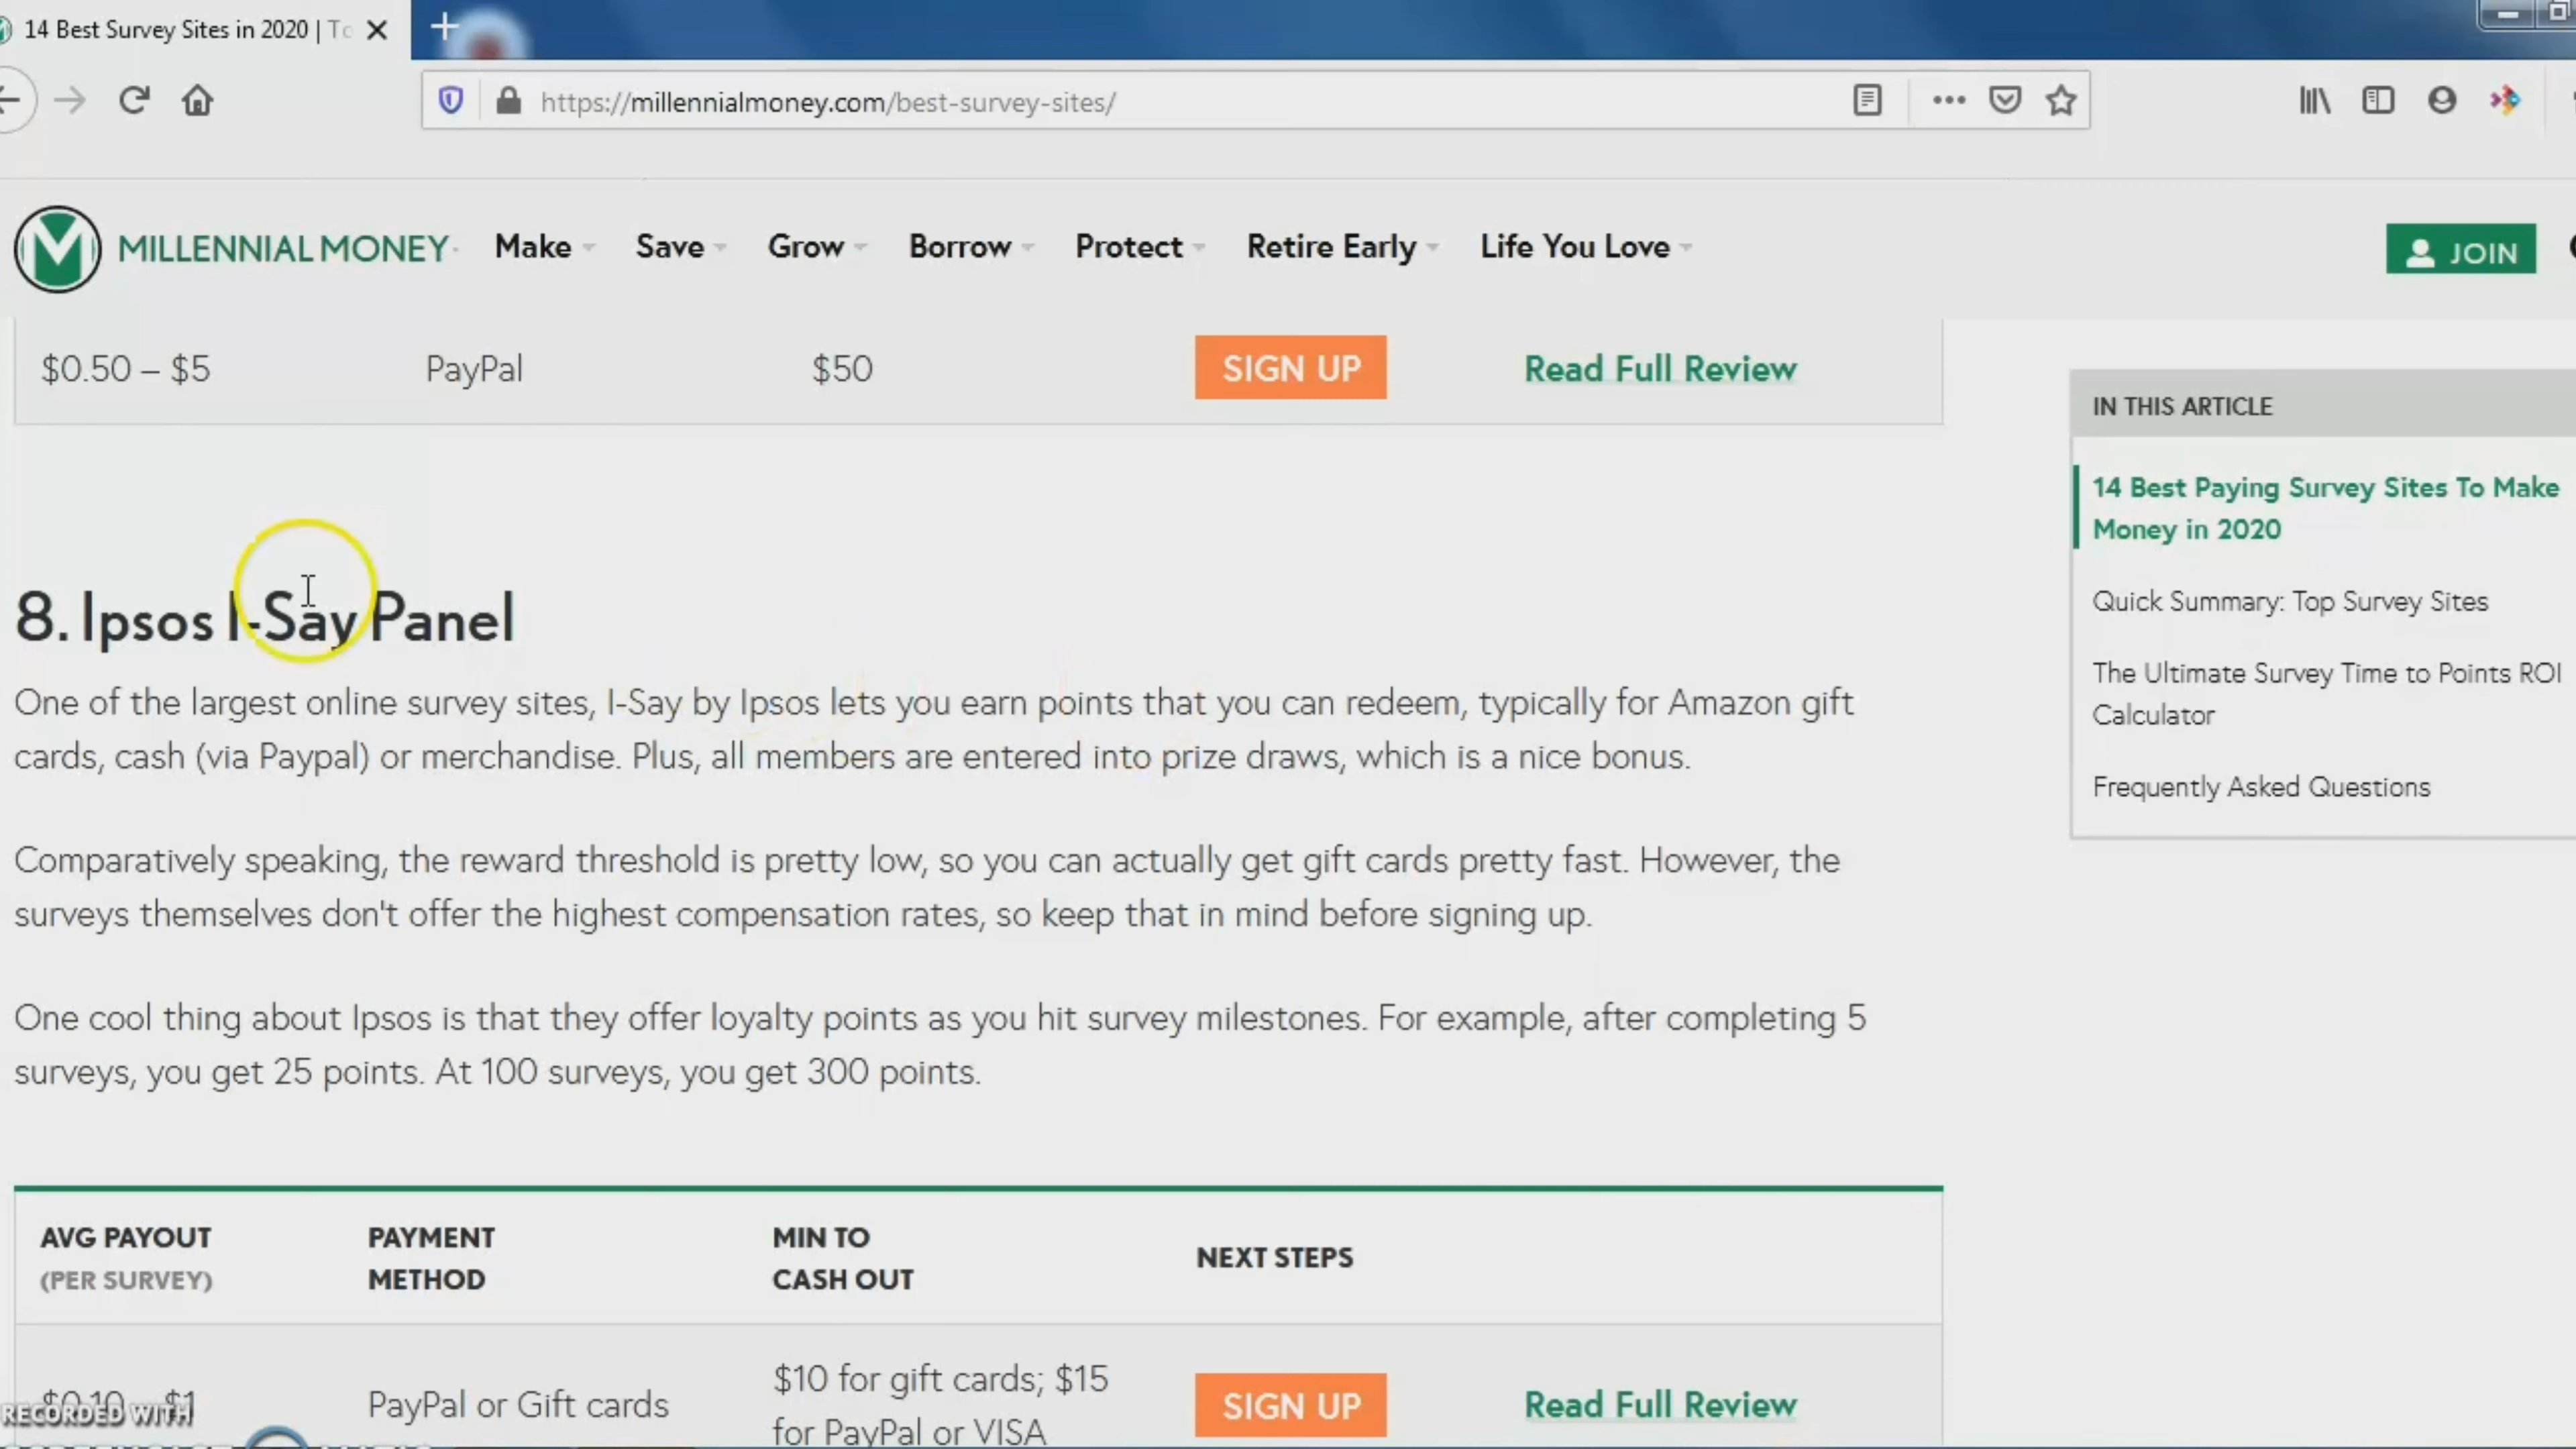 14 Best Survey Sites in 2020 | To
https://millennialmoney.com/best-survey-sites/
MILLENNIAL MONEY Make Save Grow Borrow Protect Retire Early Life You Love JOIN
$0.50 – $5 PayPal $50 SIGN UP Read Full Review
IN THIS ARTICLE
14 Best Paying Survey Sites To Make
Money in 2020
Quick Summary: Top Survey Sites
The Ultimate Survey Time to Points ROI
Calculator
Frequently Asked Questions
8. Ipsos I-Say Panel
One of the largest online survey sites, I-Say by Ipsos lets you earn points that you can redeem, typically for Amazon gift
cards, cash (via Paypal) or merchandise. Plus, all members are entered into prize draws, which is a nice bonus.
Comparatively speaking, the reward threshold is pretty low, so you can actually get gift cards pretty fast. However, the
surveys themselves don't offer the highest compensation rates, so keep that in mind before signing up.
One cool thing about Ipsos is that they offer loyalty points as you hit survey milestones. For example, after completing 5
surveys, you get 25 points. At 100 surveys, you get 300 points.
AVG PAYOUT
(PER SURVEY)
PAYMENT
METHOD
MIN TO
CASH OUT
NEXT STEPS
$0.10 – $1
PayPal or Gift cards
$10 for gift cards; $15
for PayPal or VISA
SIGN UP
Read Full Review
RECORDED WITH